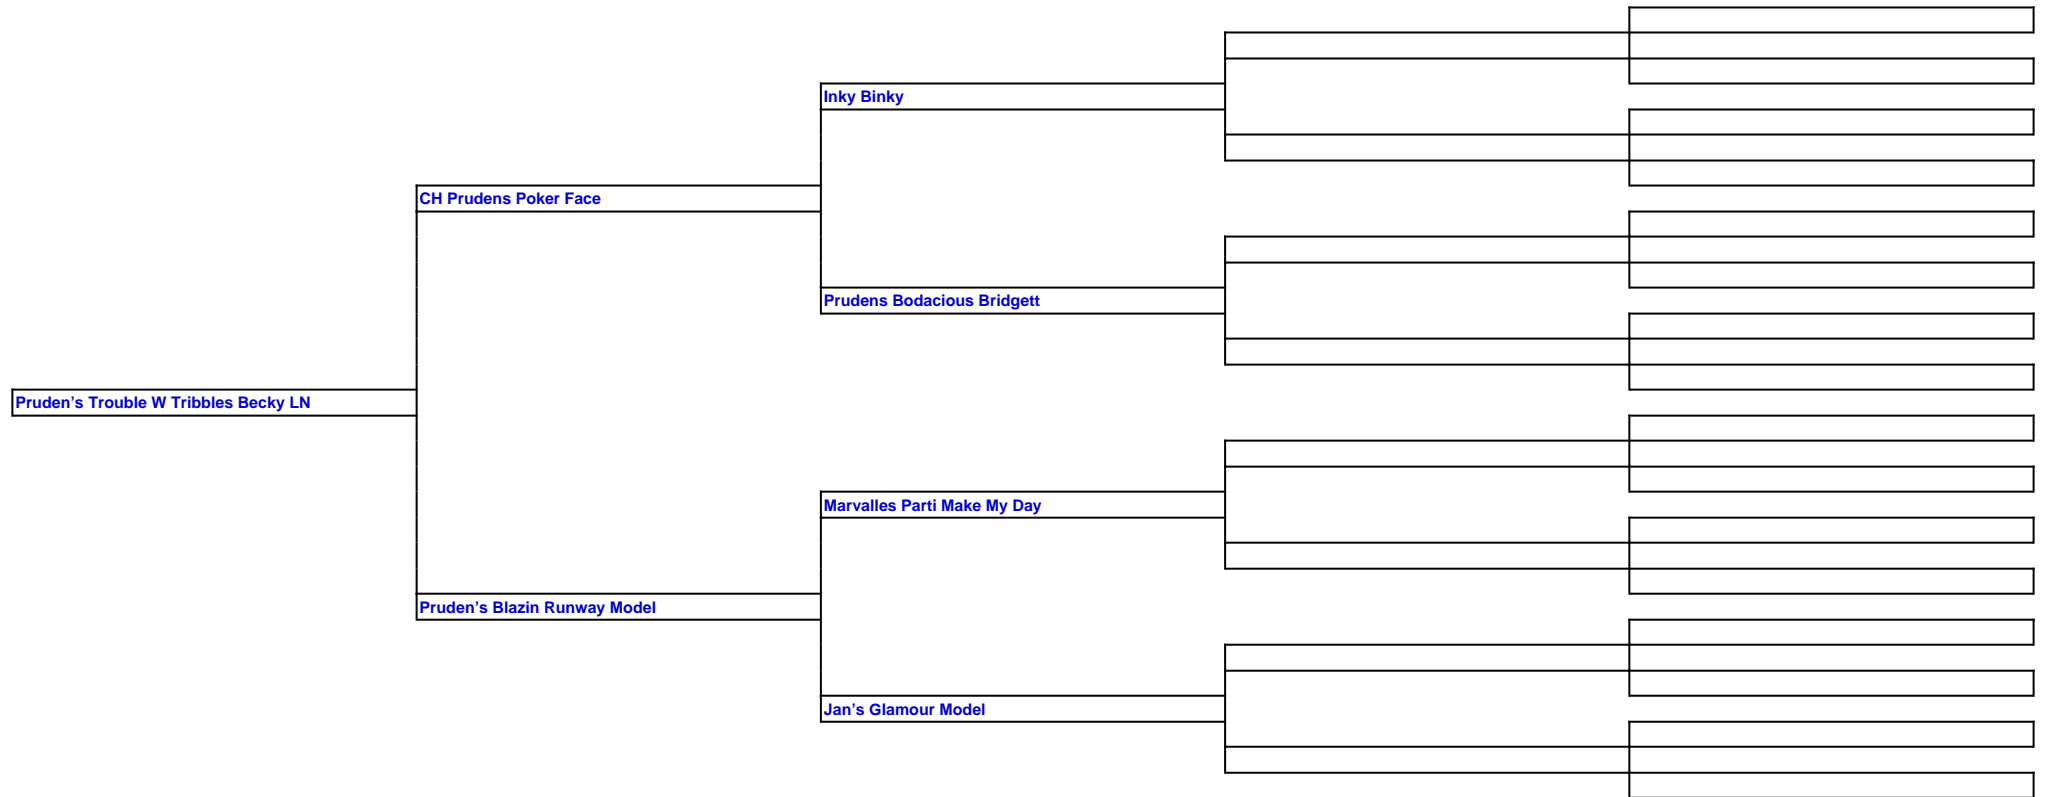 Inky Binky
CH Prudens Poker Face
Prudens Bodacious Bridgett
Pruden’s Trouble W Tribbles Becky LN
Marvalles Parti Make My Day
Pruden’s Blazin Runway Model
Jan’s Glamour Model